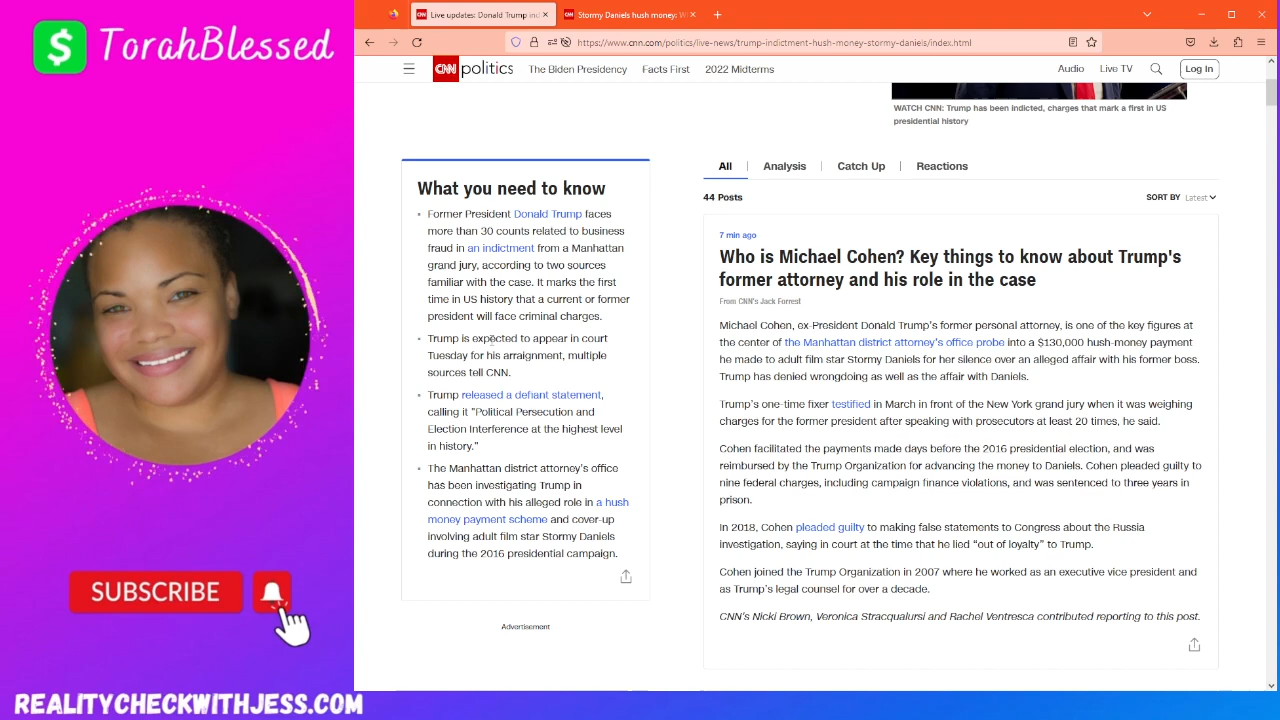 $ TorahBlessed
SUBSCRIBE
REALITYCHECKWITHJESS.COM
Live updates: Donald Trump ind
Stormy Daniels hush money: W
https://www.cnn.com/politics/live-news/trump-indictment-hush-money-stormy-daniels/index.html
CNN politics The Biden Presidency Facts First 2022 Midterms Audio Live TV Log In
WATCH CNN: Trump has been indicted, charges that mark a first in US
presidential history
What you need to know
Former President Donald Trump faces
more than 30 counts related to business
fraud in an indictment from a Manhattan
grand jury, according to two sources
familiar with the case. It marks the first
time in US history that a current or former
president will face criminal charges.
Trump is expected to appear in court
Tuesday for his arraignment, multiple
sources tell CNN.
Trump released a defiant statement,
calling it "Political Persecution and
Election Interference at the highest level
in history."
The Manhattan district attorney's office
has been investigating Trump in
connection with his alleged role in a hush
money payment scheme and cover-up
involving adult film star Stormy Daniels
during the 2016 presidential campaign.
Advertisement
All | Analysis | Catch Up | Reactions
44 Posts SORT BY Latest
7 min ago
Who is Michael Cohen? Key things to know about Trump's
former attorney and his role in the case
From CNN's Jack Forrest
Michael Cohen, ex-President Donald Trump's former personal attorney, is one of the key figures at
the center of the Manhattan district attorney's office probe into a $130,000 hush-money payment
he made to adult film star Stormy Daniels for her silence over an alleged affair with his former boss.
Trump has denied wrongdoing as well as the affair with Daniels.
Trump's one-time fixer testified in March in front of the New York grand jury when it was weighing
charges for the former president after speaking with prosecutors at least 20 times, he said.
Cohen facilitated the payments made days before the 2016 presidential election, and was
reimbursed by the Trump Organization for advancing the money to Daniels. Cohen pleaded guilty to
nine federal charges, including campaign finance violations, and was sentenced to three years in
prison.
In 2018, Cohen pleaded guilty to making false statements to Congress about the Russia
investigation, saying in court at the time that he lied "out of loyalty" to Trump.
Cohen joined the Trump Organization in 2007 where he worked as an executive vice president and
as Trump's legal counsel for over a decade.
CNN's Nicki Brown, Veronica Stracqualursi and Rachel Ventresca contributed reporting to this post.